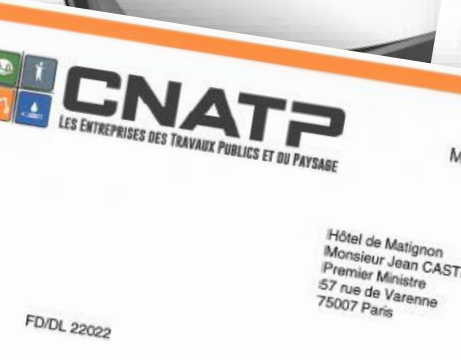 CNATP
LES ENTREPRISES DES TRAVAUX PUBLICS ET DU PAYSAGE
Hôtel de Matignon
Monsieur Jean CAST
Premier Ministre
57 rue de Varenne
75007 Paris
FD/DL 22022